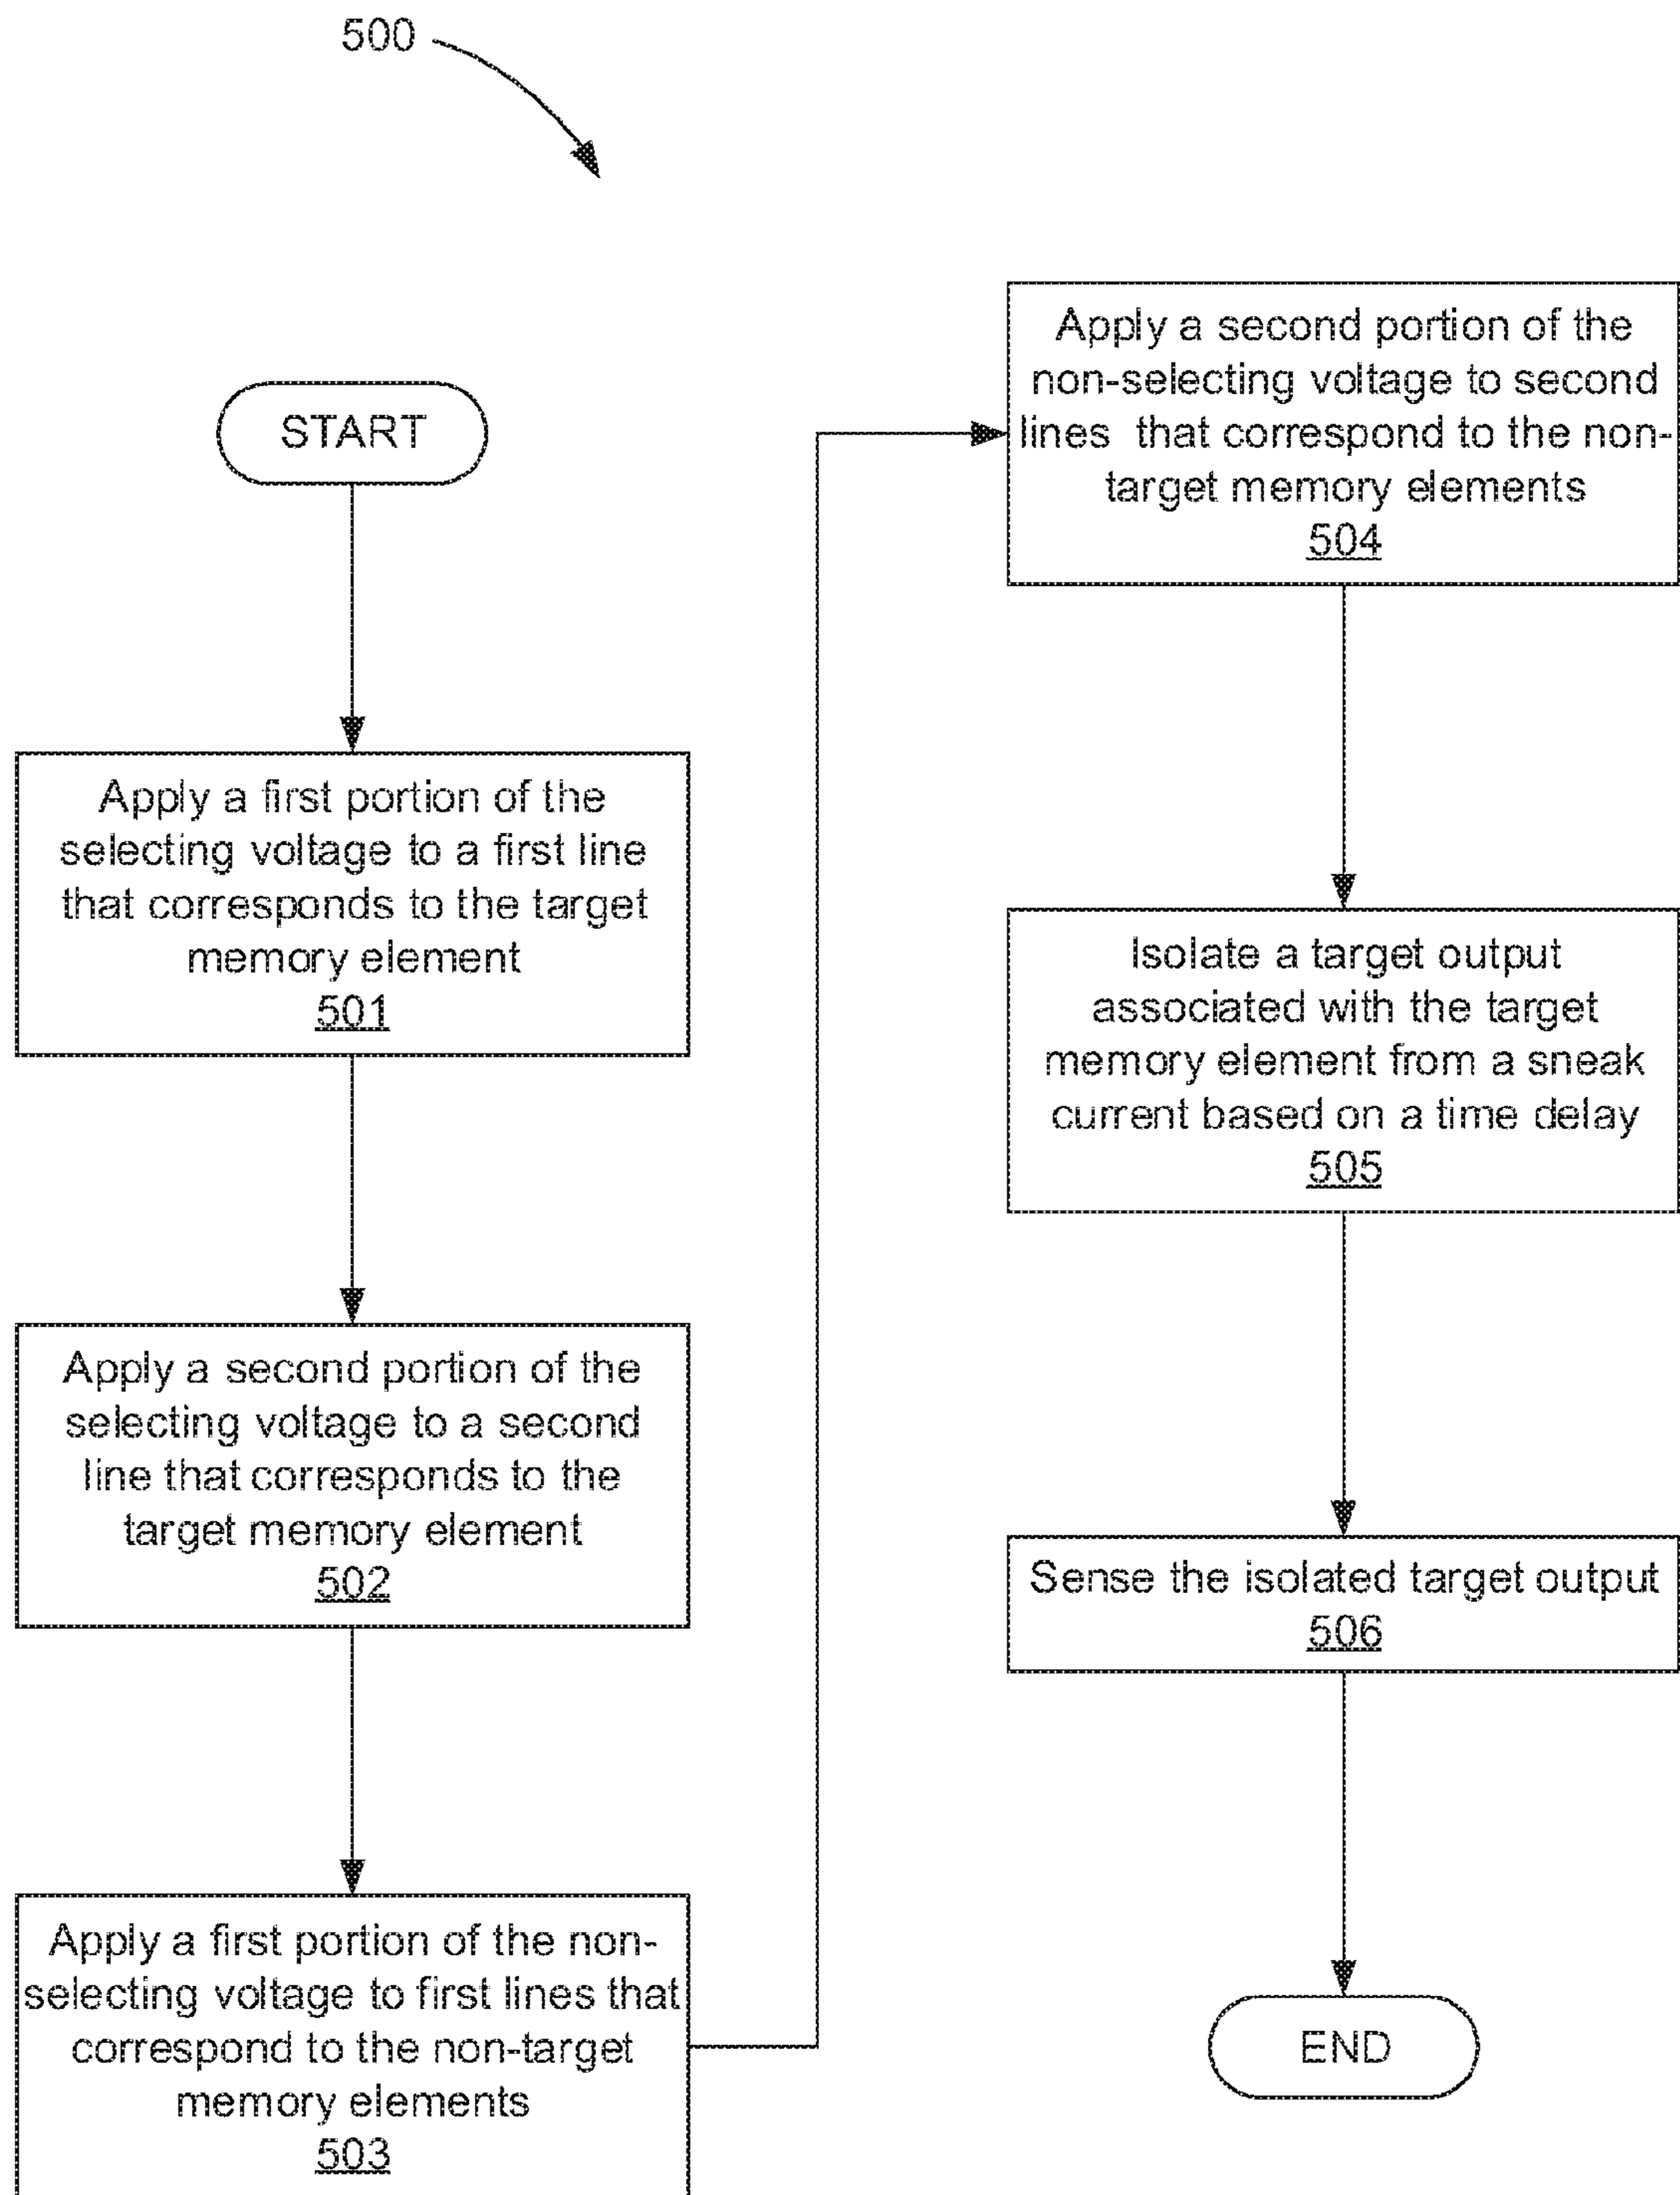 500
START
Apply a first portion of the
selecting voltage to a first line
that corresponds to the target
memory element
501
Apply a second portion of the
selecting voltage to a second
line that corresponds to the
target memory element
502
Apply a first portion of the non-
selecting voltage to first lines that
correspond to the non-target
memory elements
503
Apply a second portion of the
non-selecting voltage to second
lines that correspond to the non-
target memory elements
504
Isolate a target output
associated with the target
memory element from a sneak
current based on a time delay
505
Sense the isolated target output
506
END